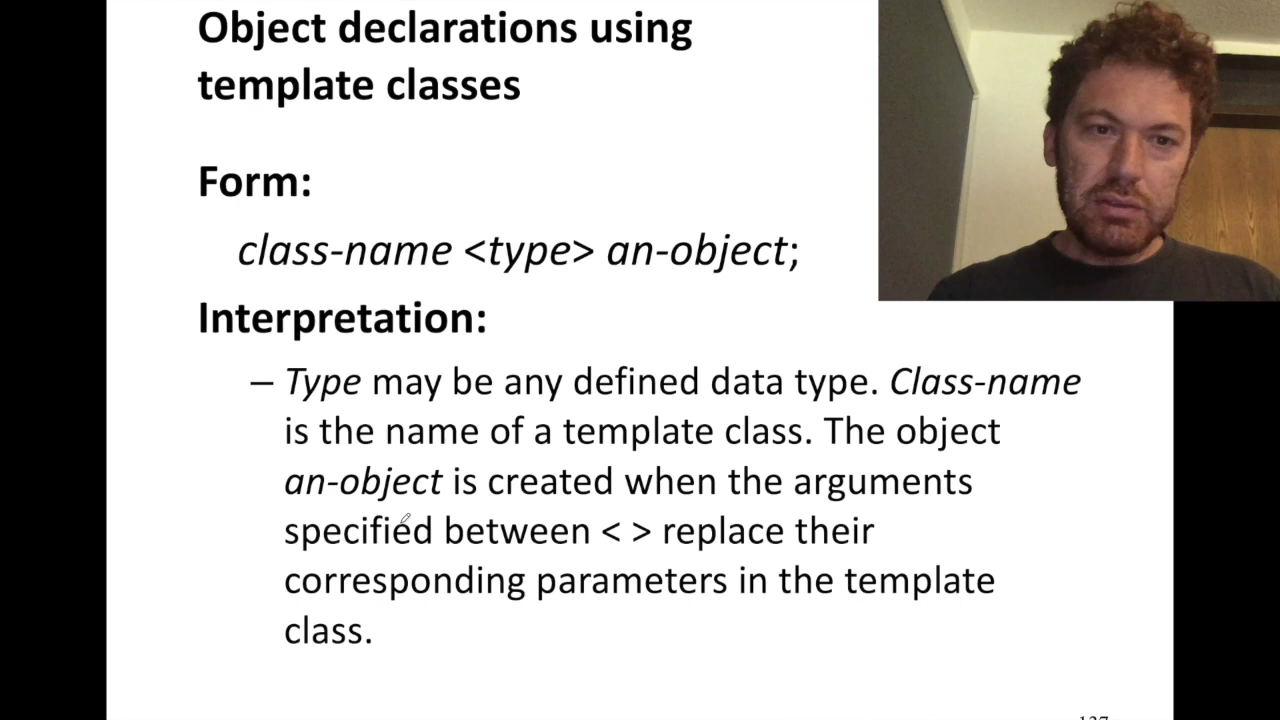 Object declarations using
template classes
Form:
class-name <type> an-object;
Interpretation:
– Type may be any defined data type. Class-name
is the name of a template class. The object
an-object is created when the arguments
specified between < > replace their
corresponding parameters in the template
class.